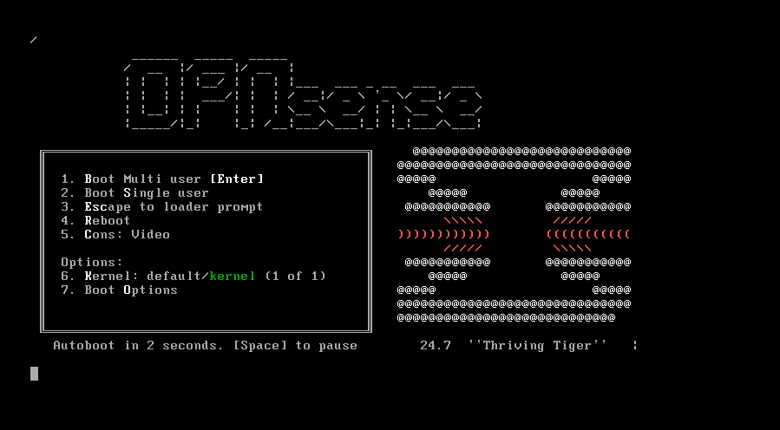 OPNsense
1. Boot Multi user [Enter]
2. Boot Single user
3. Escape to loader prompt
4. Reboot
5. Cons: Video
Options:
6. Kernel: default/kernel (1 of 1)
7. Boot Options
Autoboot in 2 seconds. [Space] to pause
24.7 ''Thriving Tiger''